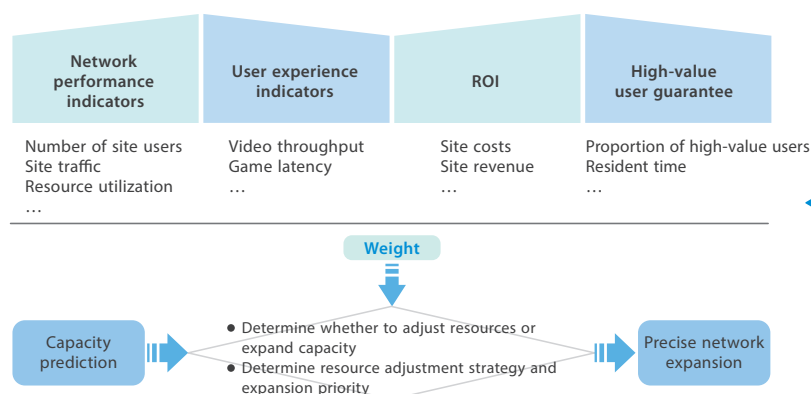 Network
performance
indicators
User experience
indicators
ROI
High-value
user guarantee
Number of site users
Site traffic
Resource utilization
…
Video throughput
Game latency
…
Site costs
Site revenue
…
Proportion of high-value users
Resident time
…
Weight
Capacity
prediction
● Determine whether to adjust resources or
expand capacity
● Determine resource adjustment strategy and
expansion priority
Precise network
expansion